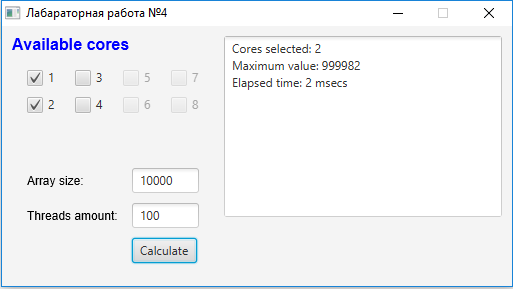 Лабараторная работа №4
Available cores
1 3 5 7
2 4 6 8
Array size: 10000
Threads amount: 100
Calculate
Cores selected: 2
Maximum value: 999982
Elapsed time: 2 msecs